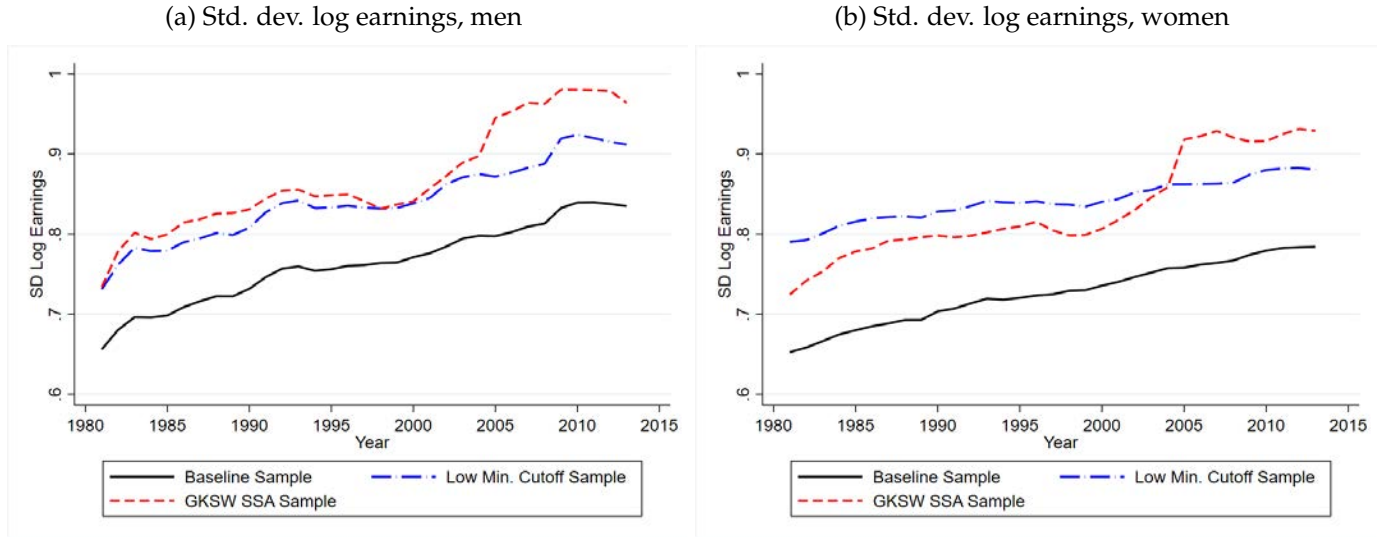 (a) Std. dev. log earnings, men
SD Log Earnings
1
.9
.8
.7
.6
1980 1985 1990 1995 2000 2005 2010 2015
Year
Baseline Sample
Low Min. Cutoff Sample
GKSW SSA Sample
(b) Std. dev. log earnings, women
SD Log Earnings
1
.9
.8
.7
.6
1980 1985 1990 1995 2000 2005 2010 2015
Year
Baseline Sample
Low Min. Cutoff Sample
GKSW SSA Sample